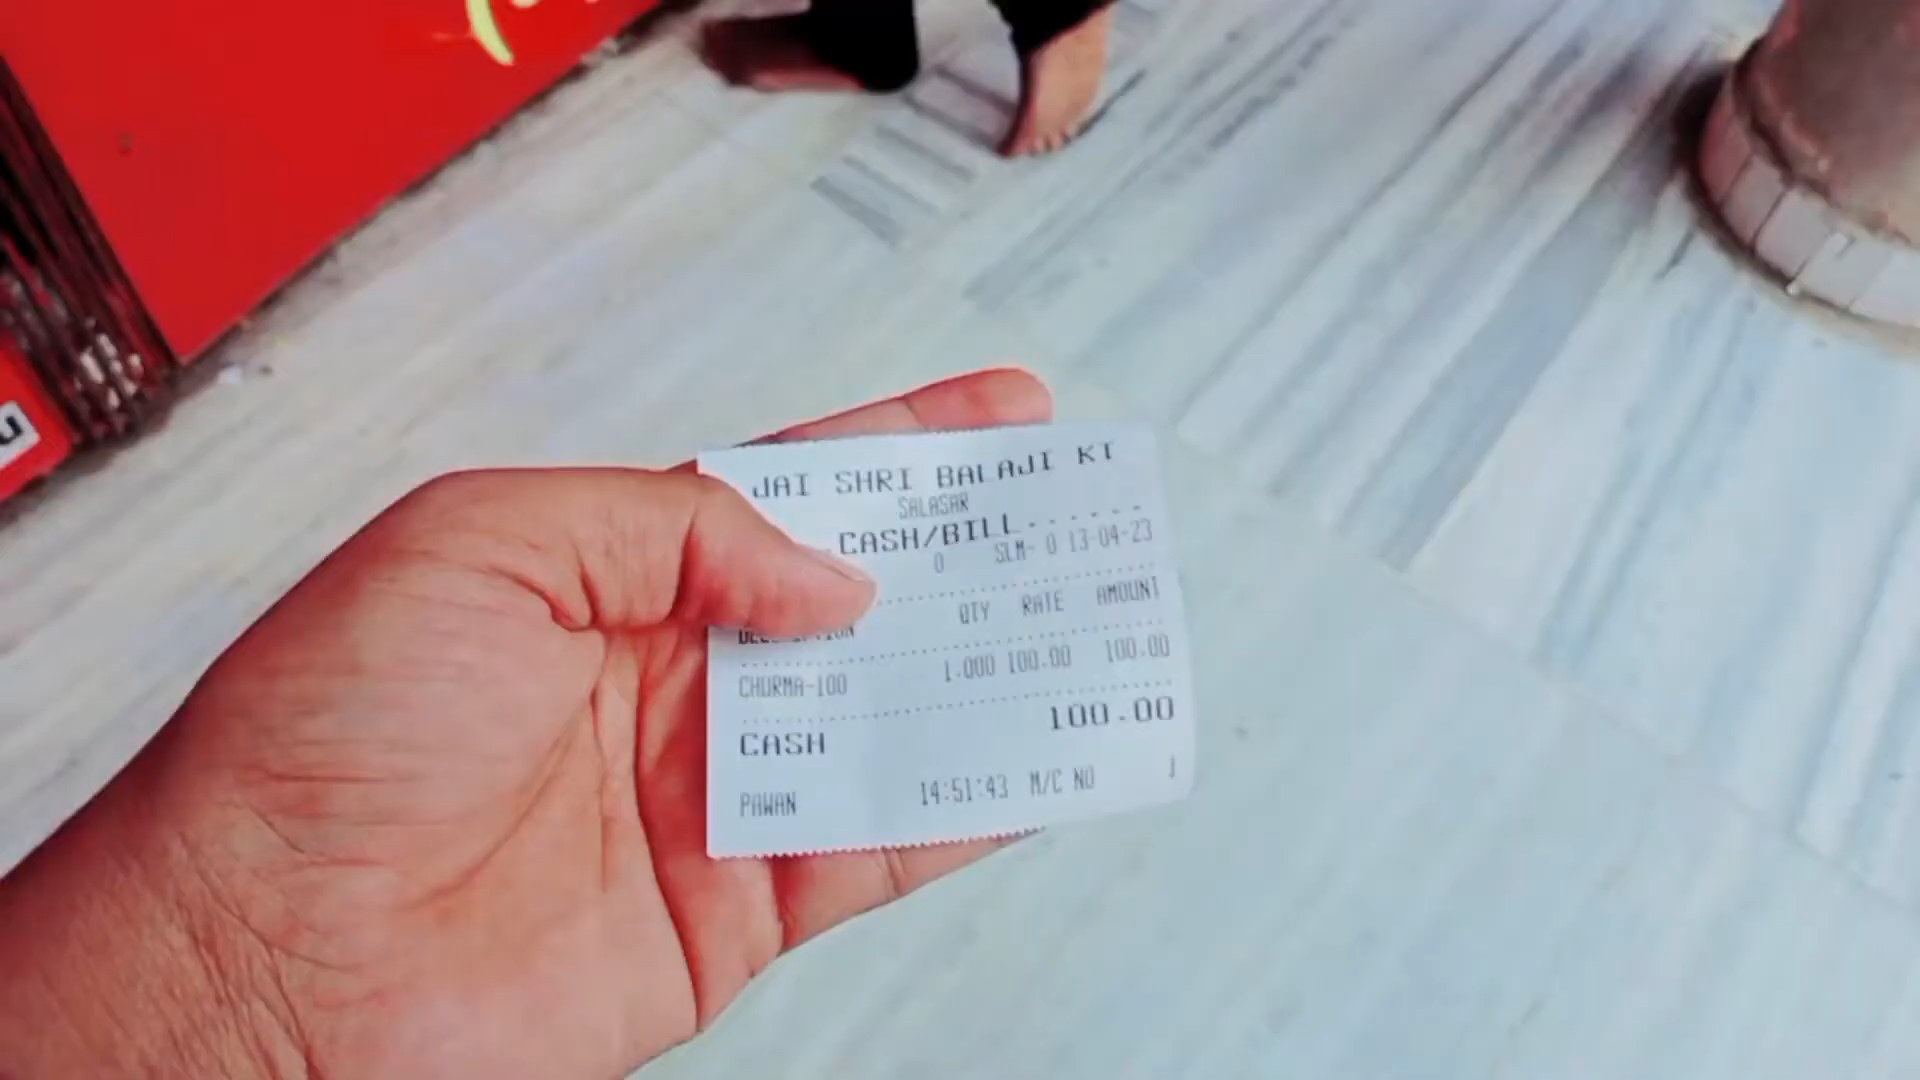 JAI SHRI BALAJI KI
SALASAR
CASH/BILL
0 SLM- 0 13-04-23
QTY RATE AMOUNT
CHURMA-100 1.000 100.00 100.00
CASH 100.00
PAWAN 14:51:43 M/C NO 1